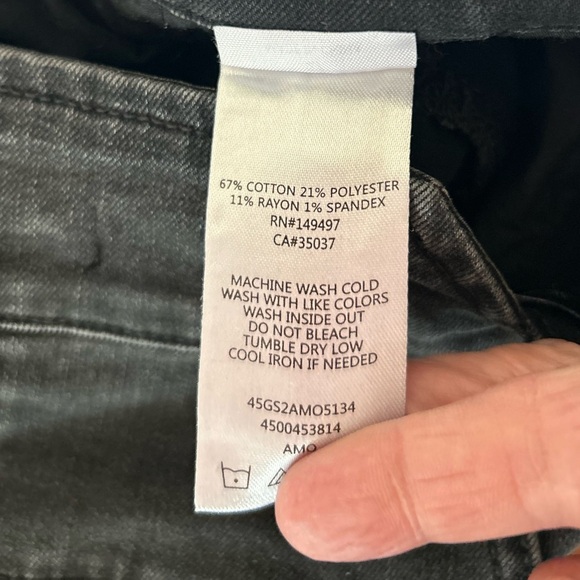 67% COTTON 21% POLYESTER
11% RAYON 1% SPANDEX
RN#149497
CA#35037
MACHINE WASH COLD
WASH WITH LIKE COLORS
WASH INSIDE OUT
DO NOT BLEACH
TUMBLE DRY LOW
COOL IRON IF NEEDED
45GS2AMO5134
4500453814
AMO